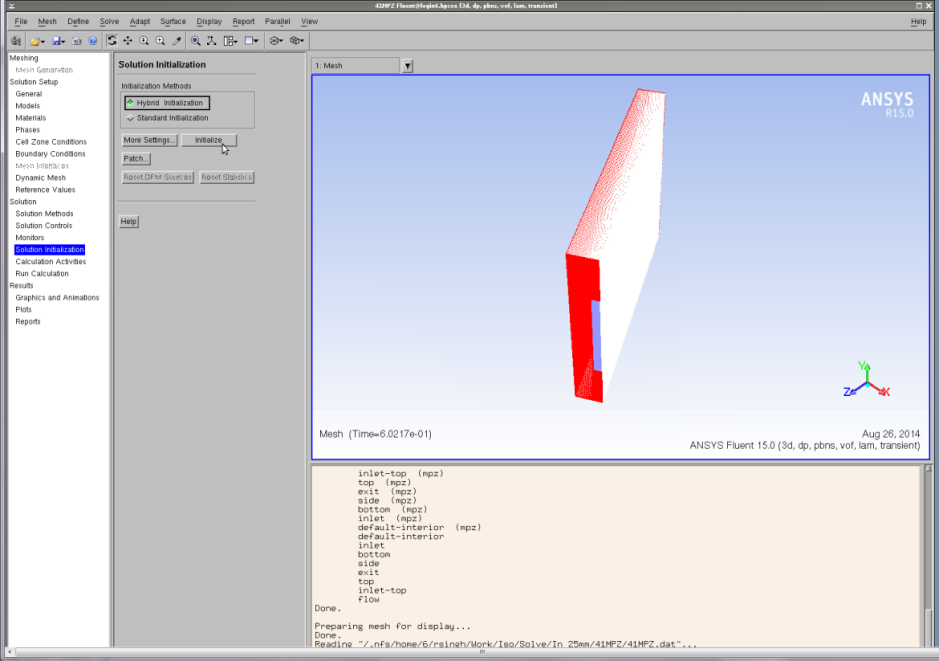 41MPZ Fluent@login4.hpcoe [3d, dp, pbns, vof, lam, transient]
File Mesh Define Solve Adapt Surface Display Report Parallel View Help
Meshing
Mesh Generation
Solution Setup
General
Models
Materials
Phases
Cell Zone Conditions
Boundary Conditions
Mesh Interfaces
Dynamic Mesh
Reference Values
Solution
Solution Methods
Solution Controls
Monitors
Solution Initialization
Calculation Activities
Run Calculation
Results
Graphics and Animations
Plots
Reports
Solution Initialization
Initialization Methods
Hybrid Initialization
Standard Initialization
More Settings... Initialize
Patch...
Reset DPM Sources Reset Statistics
Help
1: Mesh
ANSYS
R15.0
Y
Z X
Mesh (Time=6.0217e-01)
Aug 26, 2014
ANSYS Fluent 15.0 (3d, dp, pbns, vof, lam, transient)
inlet-top (mpz)
top (mpz)
exit (mpz)
side (mpz)
bottom (mpz)
inlet (mpz)
default-interior (mpz)
default-interior
inlet
bottom
side
exit
top
inlet-top
flow
Done.
Preparing mesh for display...
Done.
Reading "/.nfs/home/6/rsingh/Work/Iso/Solve/In_25mm/41MPZ/41MPZ.dat"...